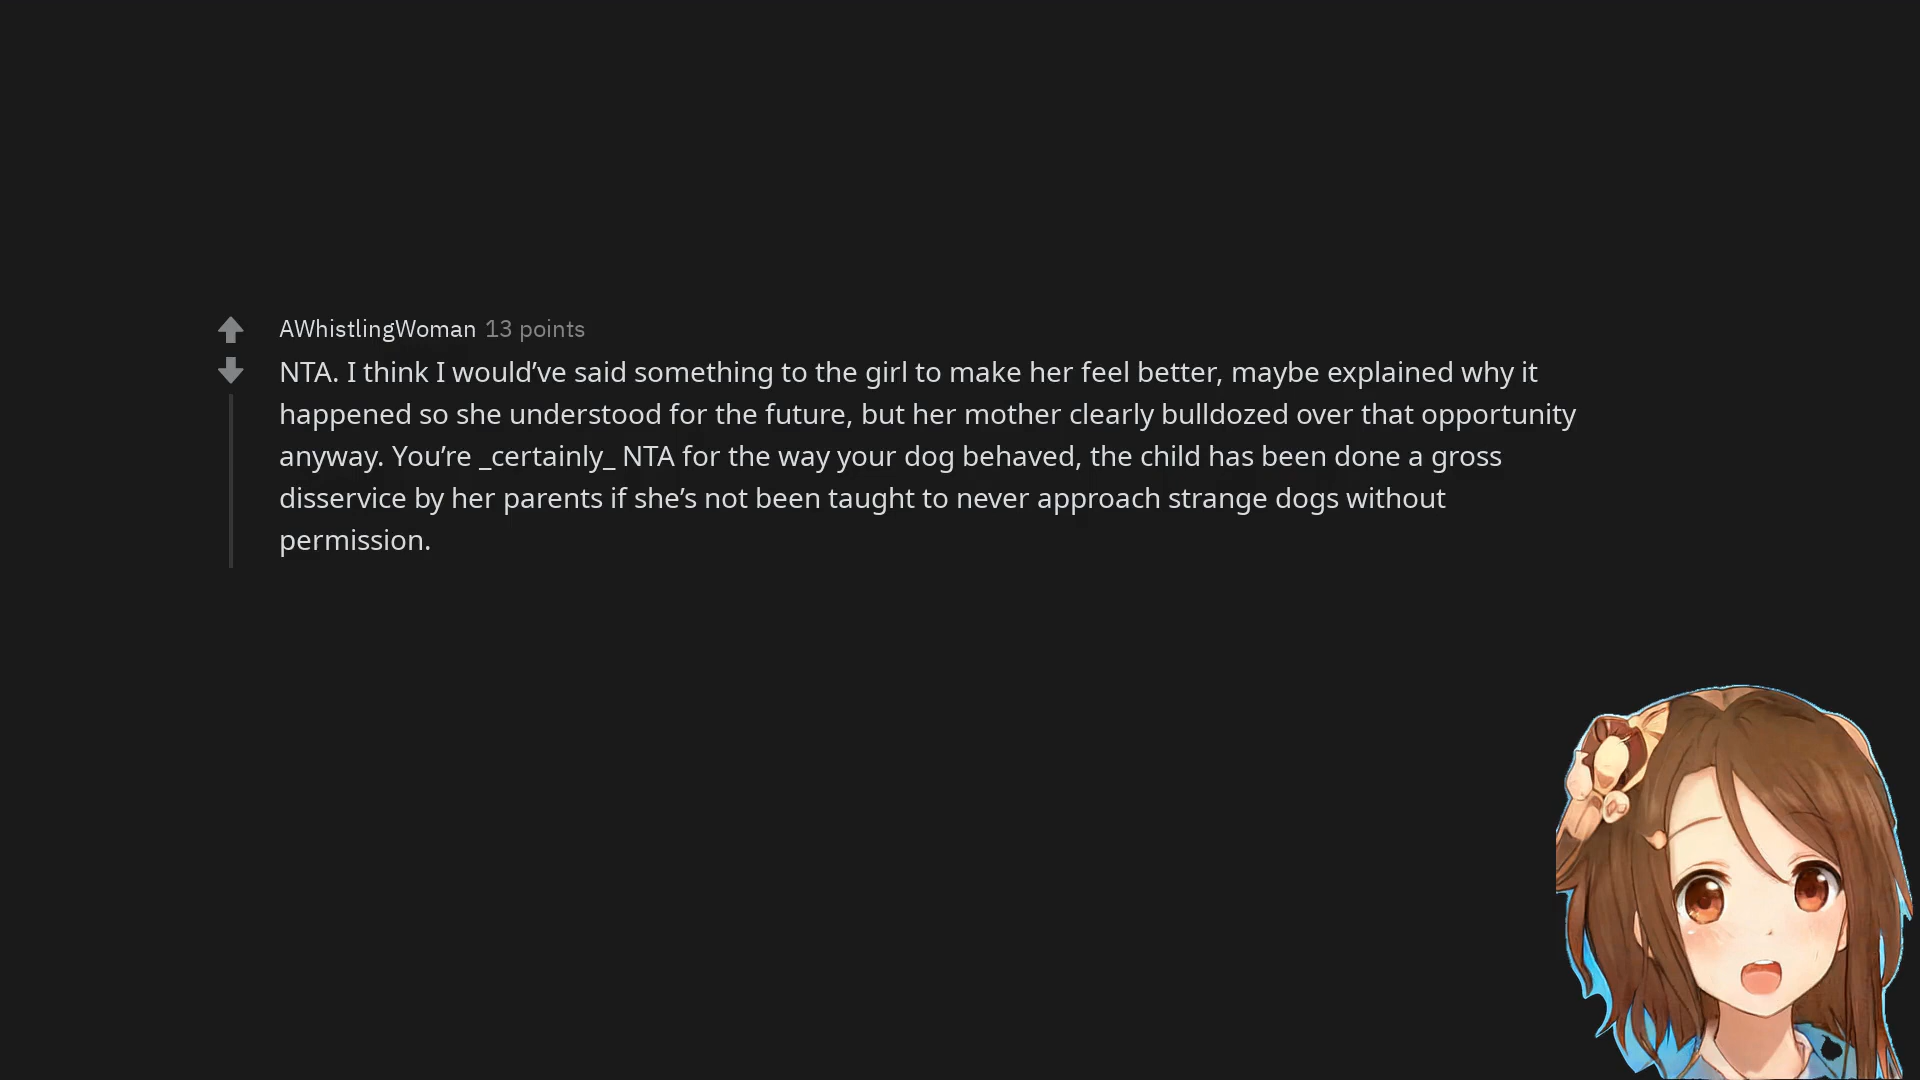 AWhistlingWoman 13 points
NTA. I think I would’ve said something to the girl to make her feel better, maybe explained why it
happened so she understood for the future, but her mother clearly bulldozed over that opportunity
anyway. You’re _certainly_ NTA for the way your dog behaved, the child has been done a gross
disservice by her parents if she’s not been taught to never approach strange dogs without
permission.